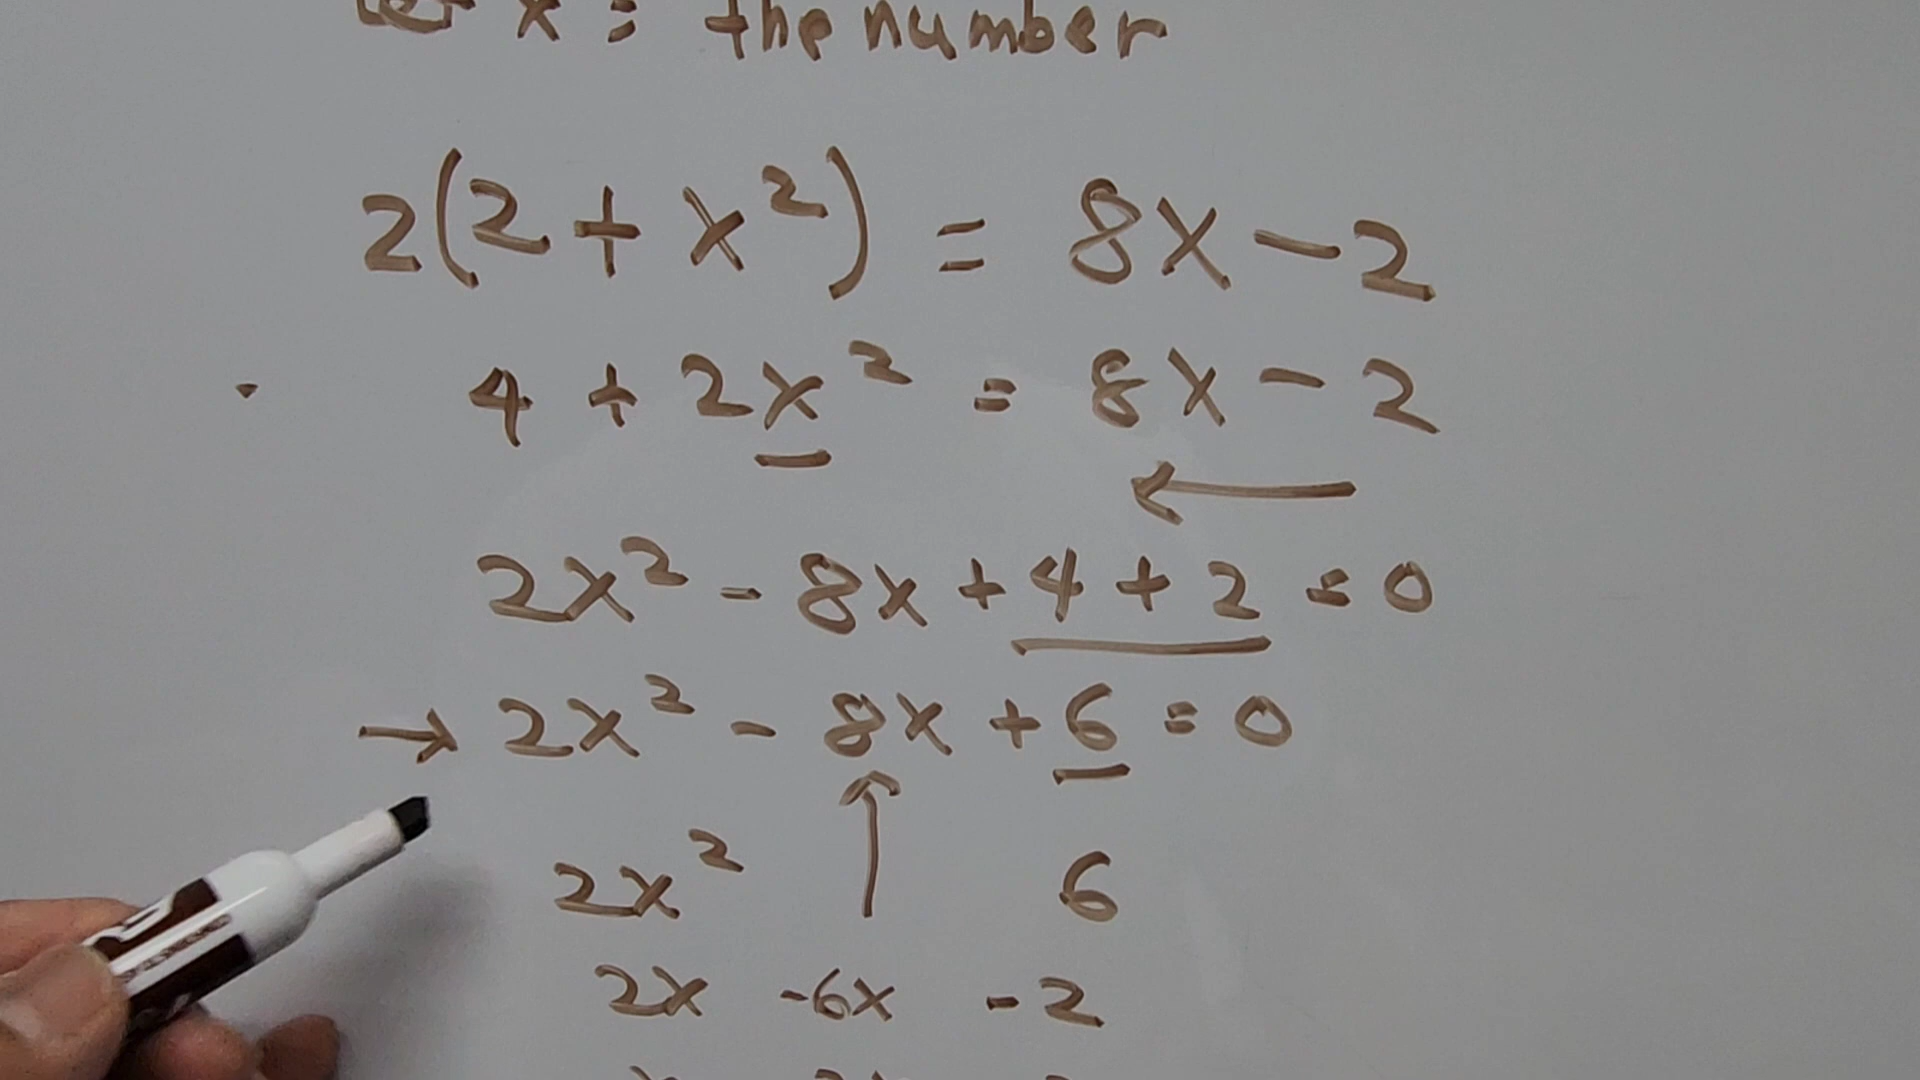 Let x = the number
2(2 + x²) = 8x - 2
4 + 2x² = 8x - 2
2x² - 8x + 4 + 2 = 0
→ 2x² - 8x + 6 = 0
2x² 6
2x -6x -2